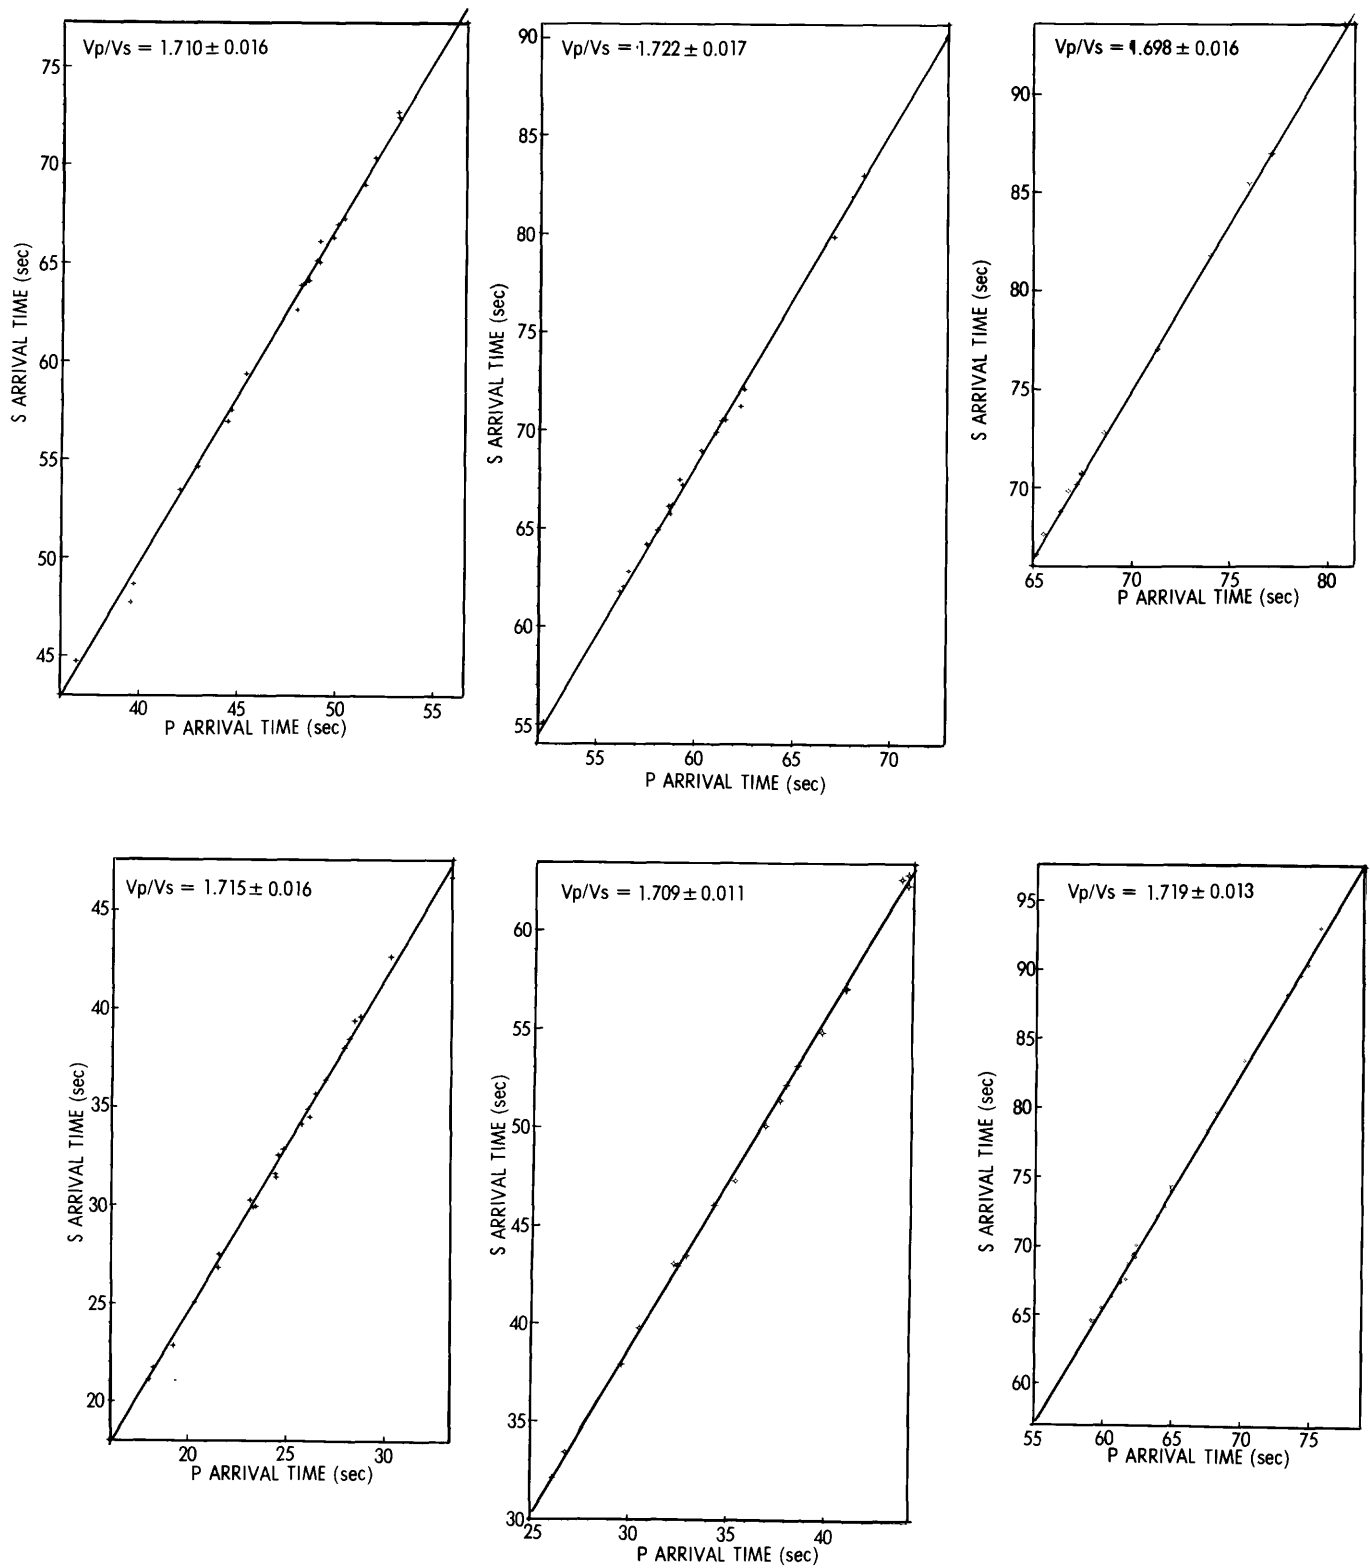 Vp/Vs = 1.710 ± 0.016
75
70
65
60
55
50
45
S ARRIVAL TIME (sec)
40 45 50 55
P ARRIVAL TIME (sec)
Vp/Vs = 1.722 ± 0.017
90
85
80
75
70
65
60
55
S ARRIVAL TIME (sec)
55 60 65 70
P ARRIVAL TIME (sec)
Vp/Vs = 1.698 ± 0.016
90
85
80
75
70
S ARRIVAL TIME (sec)
65 70 75 80
P ARRIVAL TIME (sec)
Vp/Vs = 1.715 ± 0.016
45
40
35
30
25
20
S ARRIVAL TIME (sec)
20 25 30
P ARRIVAL TIME (sec)
Vp/Vs = 1.709 ± 0.011
60
55
50
45
40
35
30
S ARRIVAL TIME (sec)
25 30 35 40
P ARRIVAL TIME (sec)
Vp/Vs = 1.719 ± 0.013
95
90
85
80
75
70
65
60
S ARRIVAL TIME (sec)
55 60 65 70 75
P ARRIVAL TIME (sec)